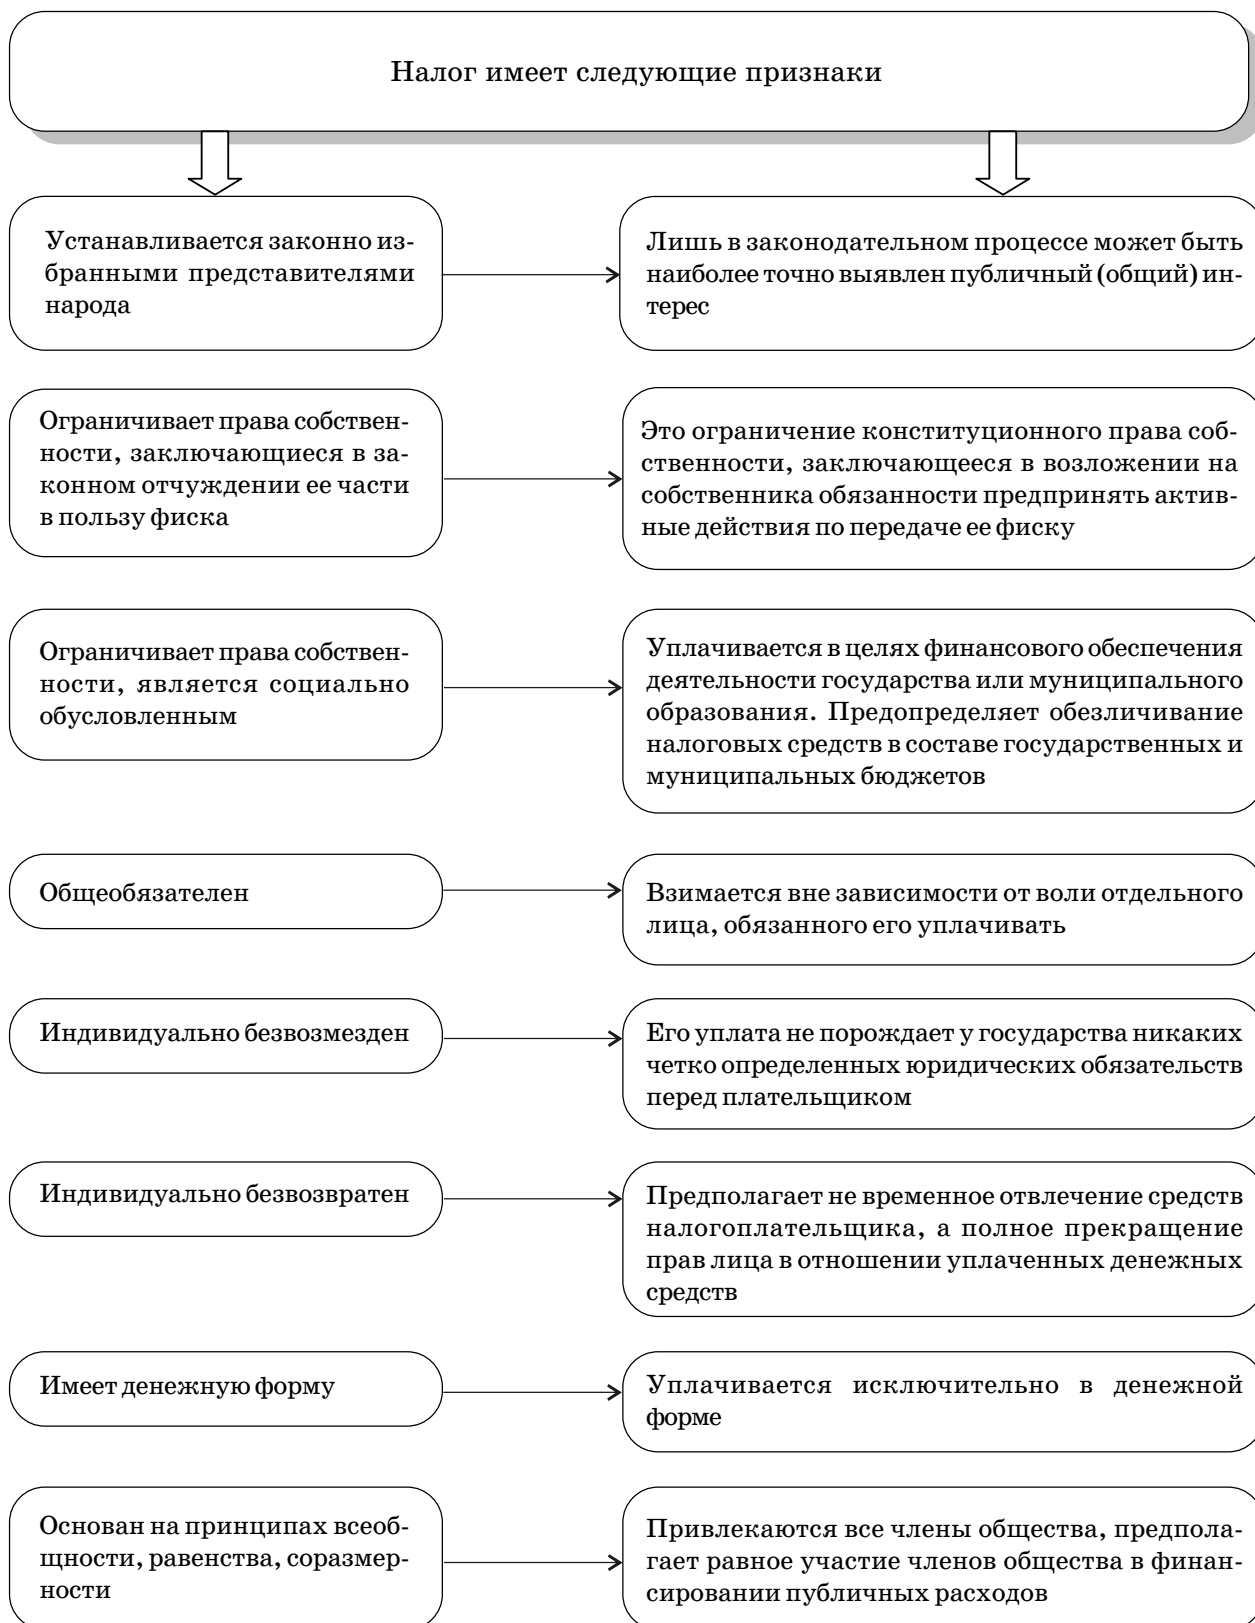 Налог имеет следующие признаки
Устанавливается законно из-
бранными представителями
народа
Лишь в законодательном процессе может быть
наиболее точно выявлен публичный (общий) ин-
терес
Ограничивает права собствен-
ности, заключающиеся в за-
конном отчуждении ее части
в пользу фиска
Это ограничение конституционного права соб-
ственности, заключающееся в возложении на
собственника обязанности предпринять актив-
ные действия по передаче ее фиску
Ограничивает права собствен-
ности, является социально
обусловленным
Уплачивается в целях финансового обеспечения
деятельности государства или муниципального
образования. Предопределяет обезличивание
налоговых средств в составе государственных и
муниципальных бюджетов
Общеобязателен
Взимается вне зависимости от воли отдельного
лица, обязанного его уплачивать
Индивидуально безвозмезден
Его уплата не порождает у государства никаких
четко определенных юридических обязательств
перед плательщиком
Индивидуально безвозвратен
Предполагает не временное отвлечение средств
налогоплательщика, а полное прекращение
прав лица в отношении уплаченных денежных
средств
Имеет денежную форму
Уплачивается исключительно в денежной
форме
Основан на принципах всеоб-
щности, равенства, соразмер-
ности
Привлекаются все члены общества, предпола-
гает равное участие членов общества в финан-
сировании публичных расходов